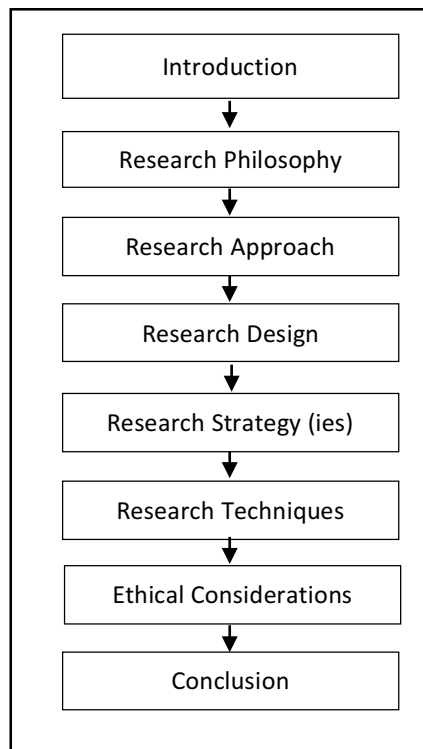 Introduction
Research Philosophy
Research Approach
Research Design
Research Strategy (ies)
Research Techniques
Ethical Considerations
Conclusion